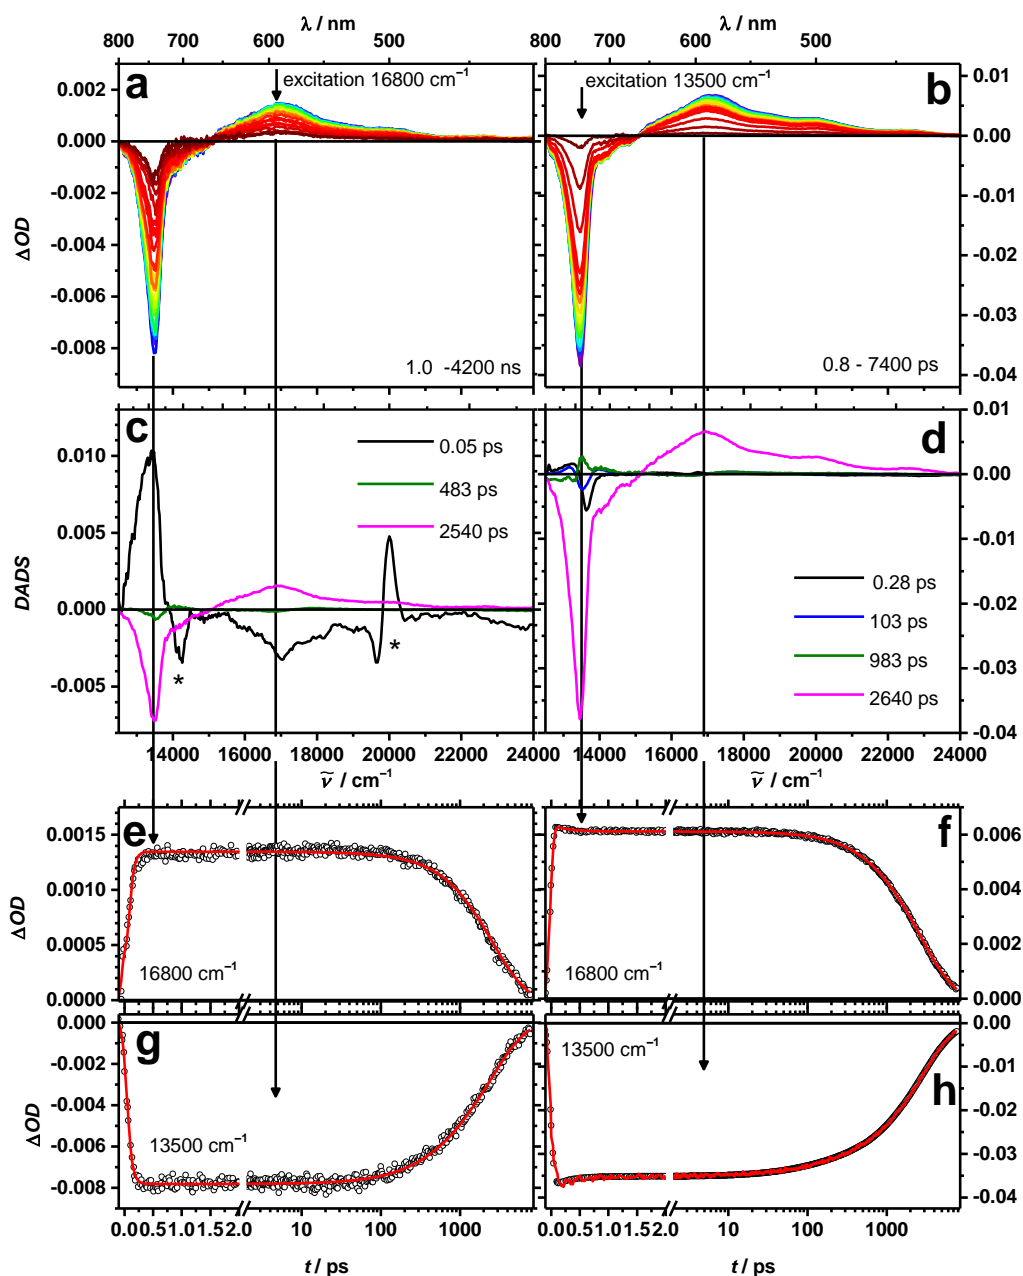 λ / nm λ / nm
800 700 600 500 800 700 600 500
a excitation 16800 cm⁻¹ excitation 13500 cm⁻¹ b
0.002
0.000
-0.002
-0.004
-0.006
-0.008
ΔOD
1.0 -4200 ns
0.01
0.00
-0.01
-0.02
-0.03
-0.04
0.8 - 7400 ps
c
0.010
0.005
0.000
-0.005
DADS
0.05 ps
483 ps
2540 ps
* *
d
0.01
0.00
-0.01
-0.02
-0.03
-0.04
0.28 ps
103 ps
983 ps
2640 ps
14000 16000 18000 20000 22000 24000 14000 16000 18000 20000 22000 24000
ν̃ / cm⁻¹ ν̃ / cm⁻¹
e
0.0015
0.0010
0.0005
0.0000
ΔOD
16800 cm⁻¹
f
0.006
0.004
0.002
0.000
16800 cm⁻¹
g
0.000
-0.002
-0.004
-0.006
-0.008
ΔOD
13500 cm⁻¹
13500 cm⁻¹
h
0.00
-0.01
-0.02
-0.03
-0.04
0.00.51.01.52.0 10 100 1000 0.00.51.01.52.0 10 100 1000
t / ps t / ps